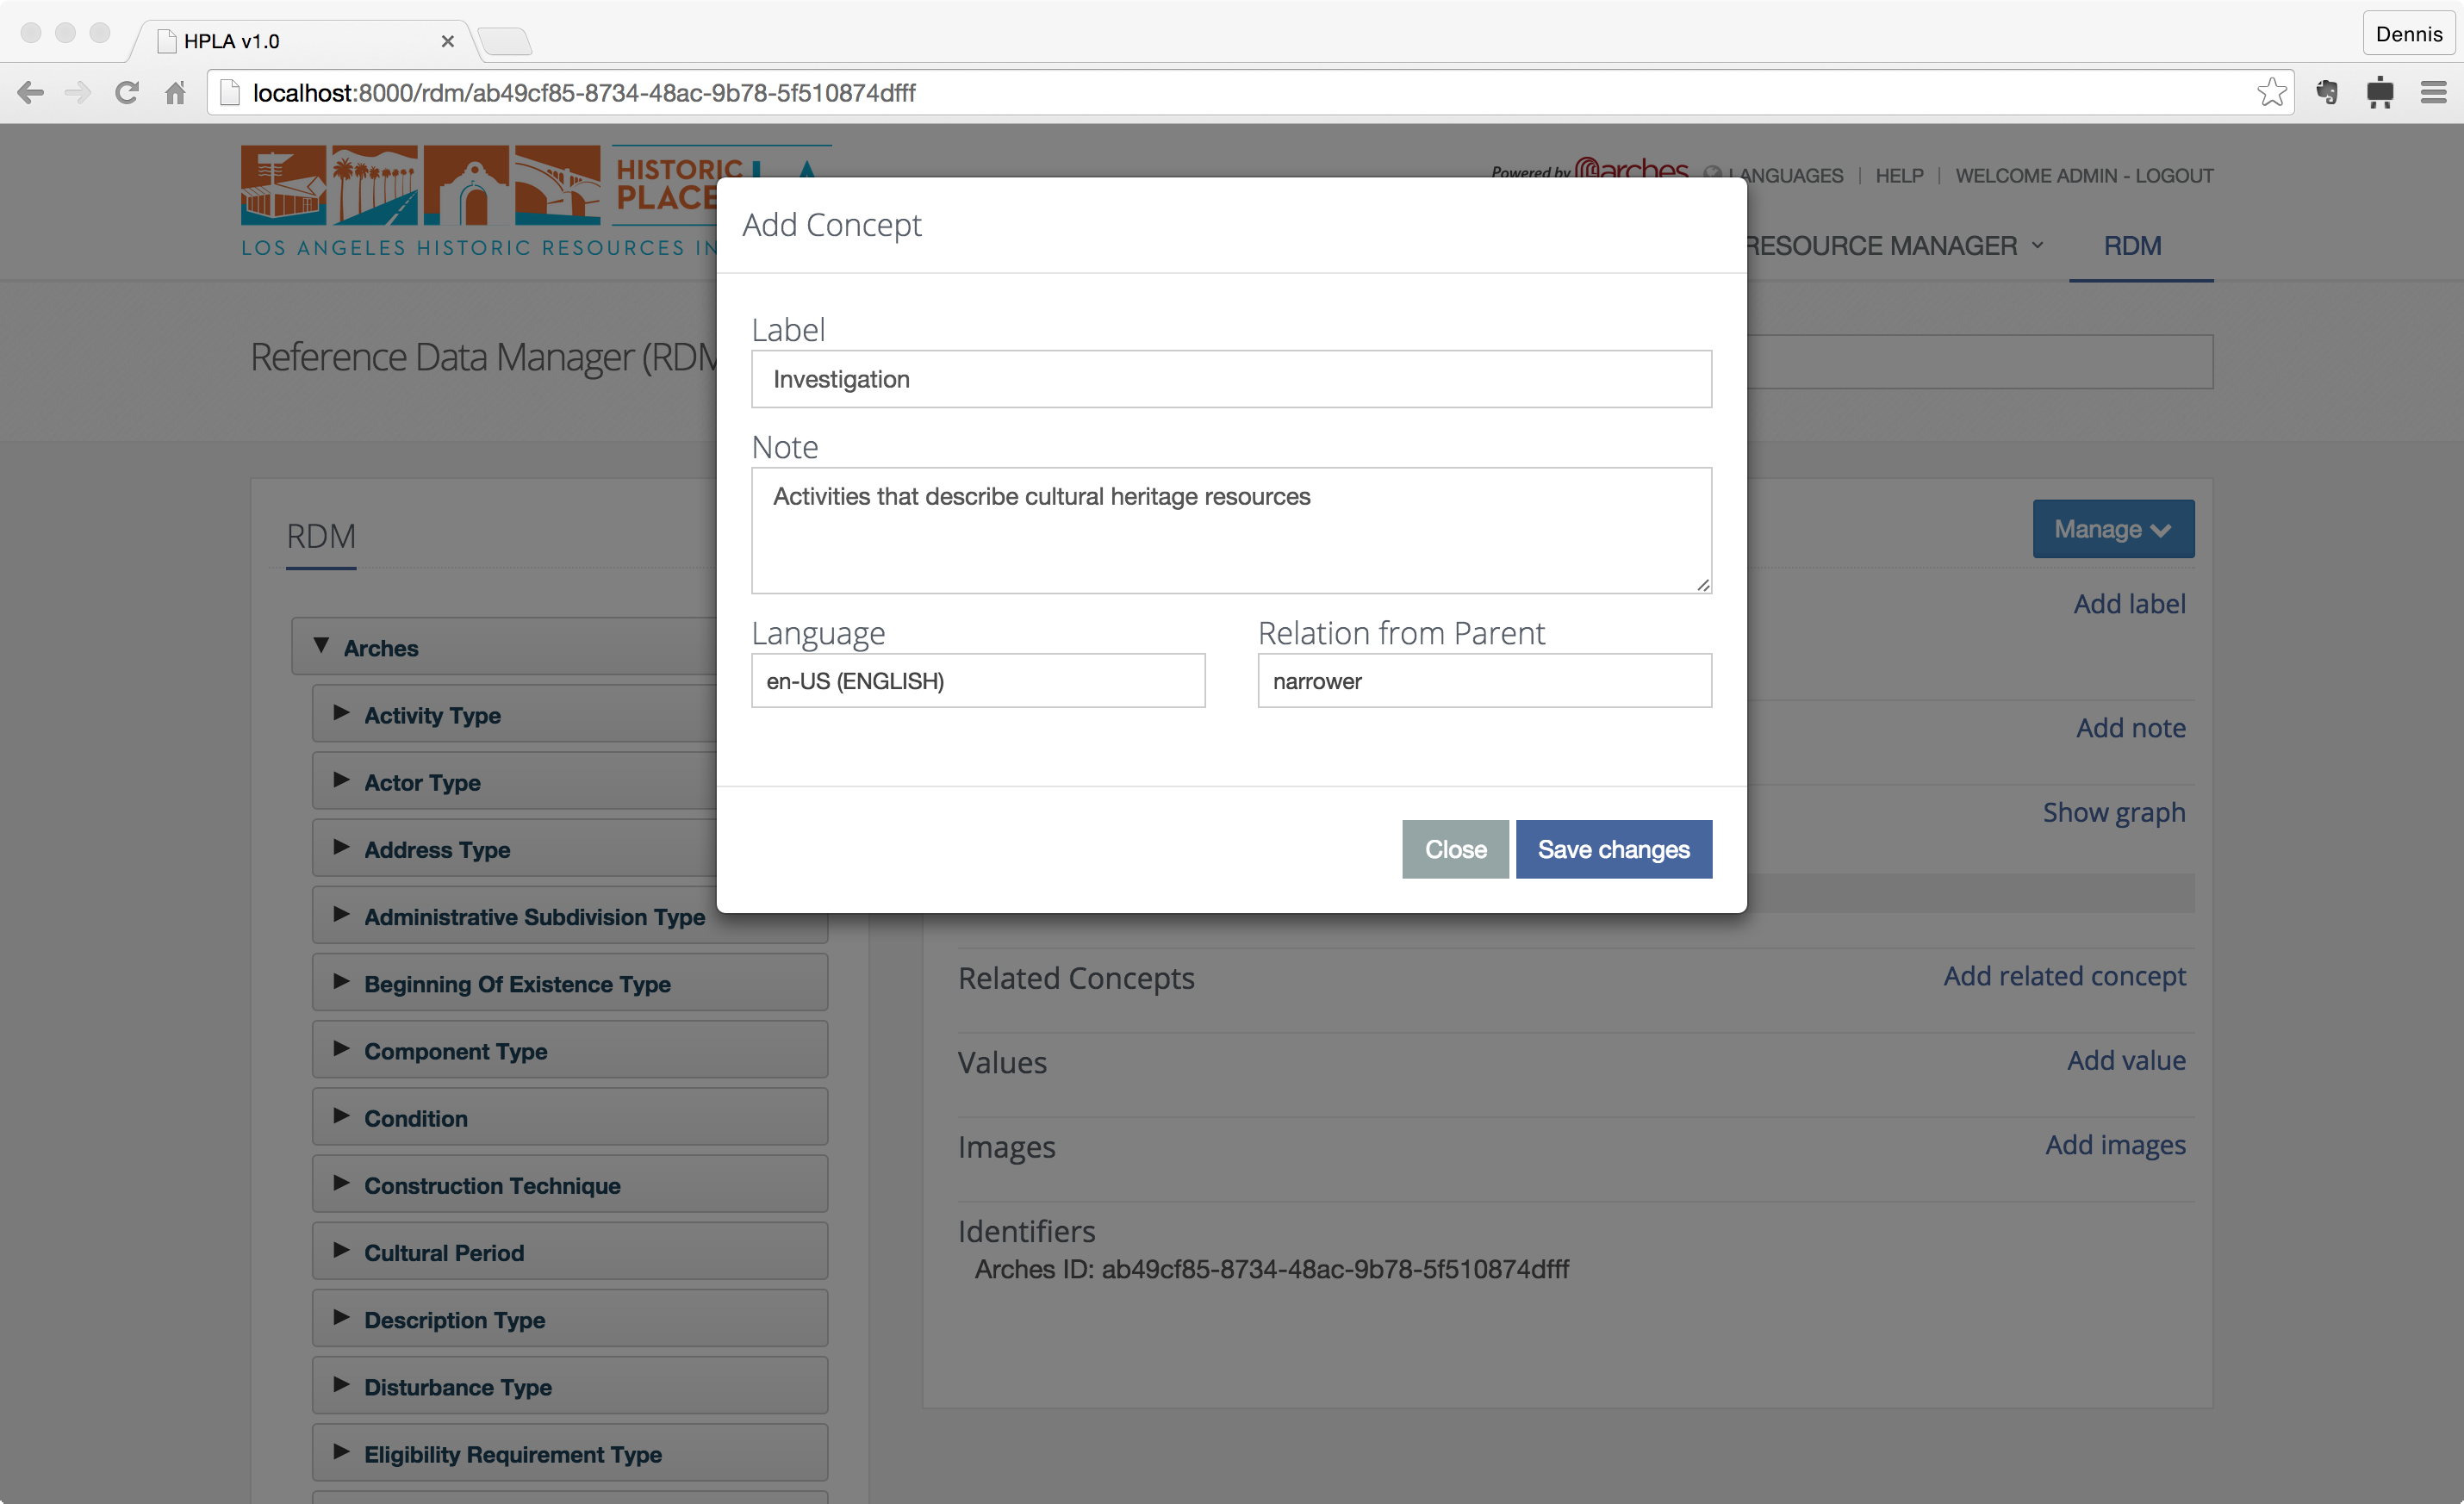 HPLA v1.0
Dennis
localhost:8000/rdm/ab49cf85-8734-48ac-9b78-5f510874dfff
HISTORIC
PLACE
LOS ANGELES HISTORIC RESOURCES IN
Powered by arches LANGUAGES | HELP | WELCOME ADMIN - LOGOUT
RESOURCE MANAGER RDM
Reference Data Manager (RDM
Add Concept
Label
Investigation
Note
Activities that describe cultural heritage resources
Language
en-US (ENGLISH)
Relation from Parent
narrower
Close
Save changes
RDM
Arches
Activity Type
Actor Type
Address Type
Administrative Subdivision Type
Beginning Of Existence Type
Component Type
Condition
Construction Technique
Cultural Period
Description Type
Disturbance Type
Eligibility Requirement Type
Manage
Add label
Add note
Show graph
Related Concepts
Add related concept
Values
Add value
Images
Add images
Identifiers
Arches ID: ab49cf85-8734-48ac-9b78-5f510874dfff